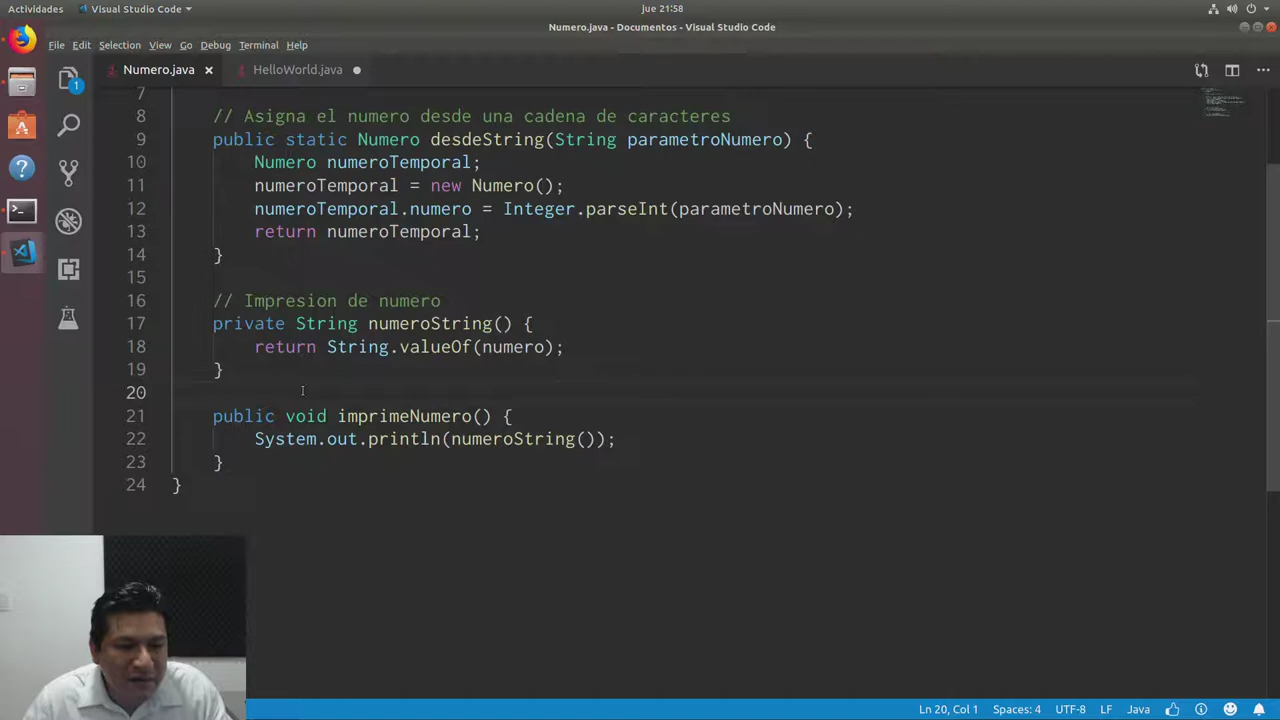 Actividades
Visual Studio Code
jue 21:58
Numero.java - Documentos - Visual Studio Code
File Edit Selection View Go Debug Terminal Help
1
Numero.java
HelloWorld.java
7
8 // Asigna el numero desde una cadena de caracteres
9 public static Numero desdeString(String parametroNumero) {
10 Numero numeroTemporal;
11 numeroTemporal = new Numero();
12 numeroTemporal.numero = Integer.parseInt(parametroNumero);
13 return numeroTemporal;
14 }
15
16 // Impresion de numero
17 private String numeroString() {
18 return String.valueOf(numero);
19 }
20
21 public void imprimeNumero() {
22 System.out.println(numeroString());
23 }
24 }
Ln 20, Col 1 Spaces: 4 UTF-8 LF Java